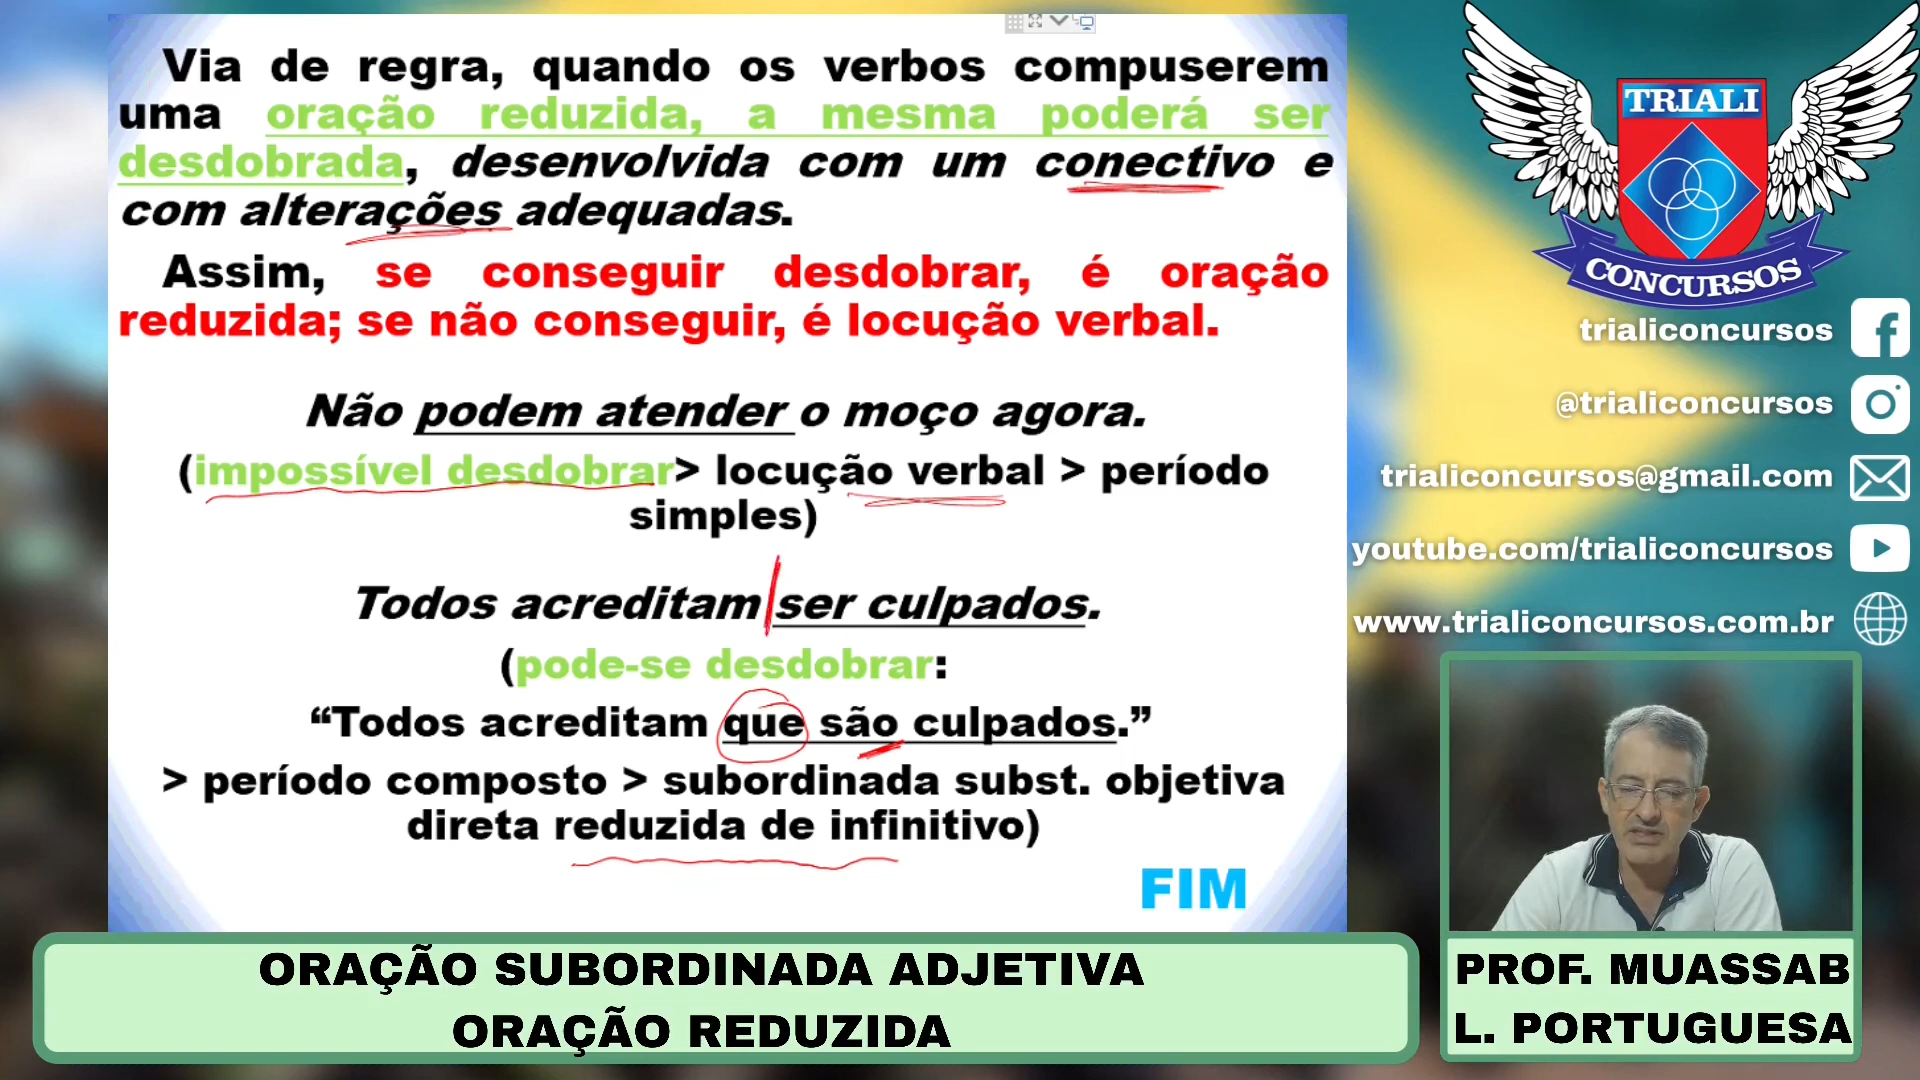 Via de regra, quando os verbos compuserem
uma oração reduzida, a mesma poderá ser
desdobrada, desenvolvida com um conectivo e
com alterações adequadas.
Assim, se conseguir desdobrar, é oração
reduzida; se não conseguir, é locução verbal.
Não podem atender o moço agora.
(impossível desdobrar> locução verbal > período
simples)
Todos acreditam ser culpados.
(pode-se desdobrar:
“Todos acreditam que são culpados.”
> período composto > subordinada subst. objetiva
direta reduzida de infinitivo)
FIM
TRIALI
CONCURSOS
trialiconcursos
@trialiconcursos
trialiconcursos@gmail.com
youtube.com/trialiconcursos
www.trialiconcursos.com.br
ORAÇÃO SUBORDINADA ADJETIVA
ORAÇÃO REDUZIDA
PROF. MUASSAB
L. PORTUGUESA